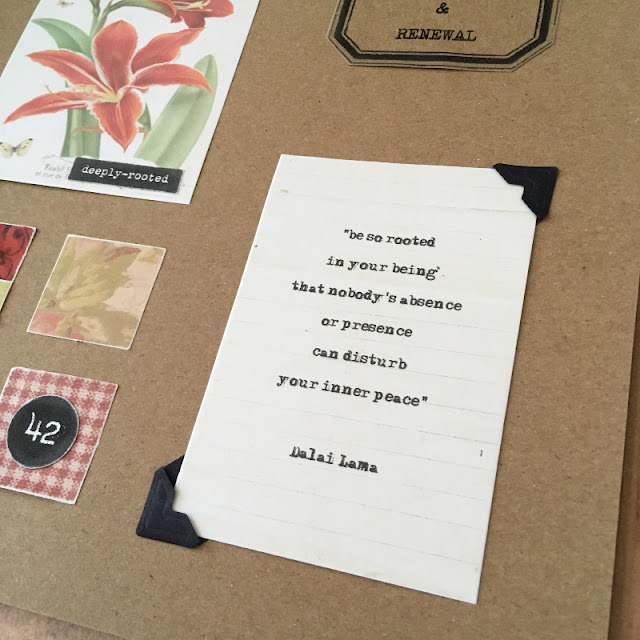 &
RENEWAL
deeply-rooted
"be so rooted
in your being
that nobody's absence
or presence
can disturb
your inner peace"
Dalai Lama
42